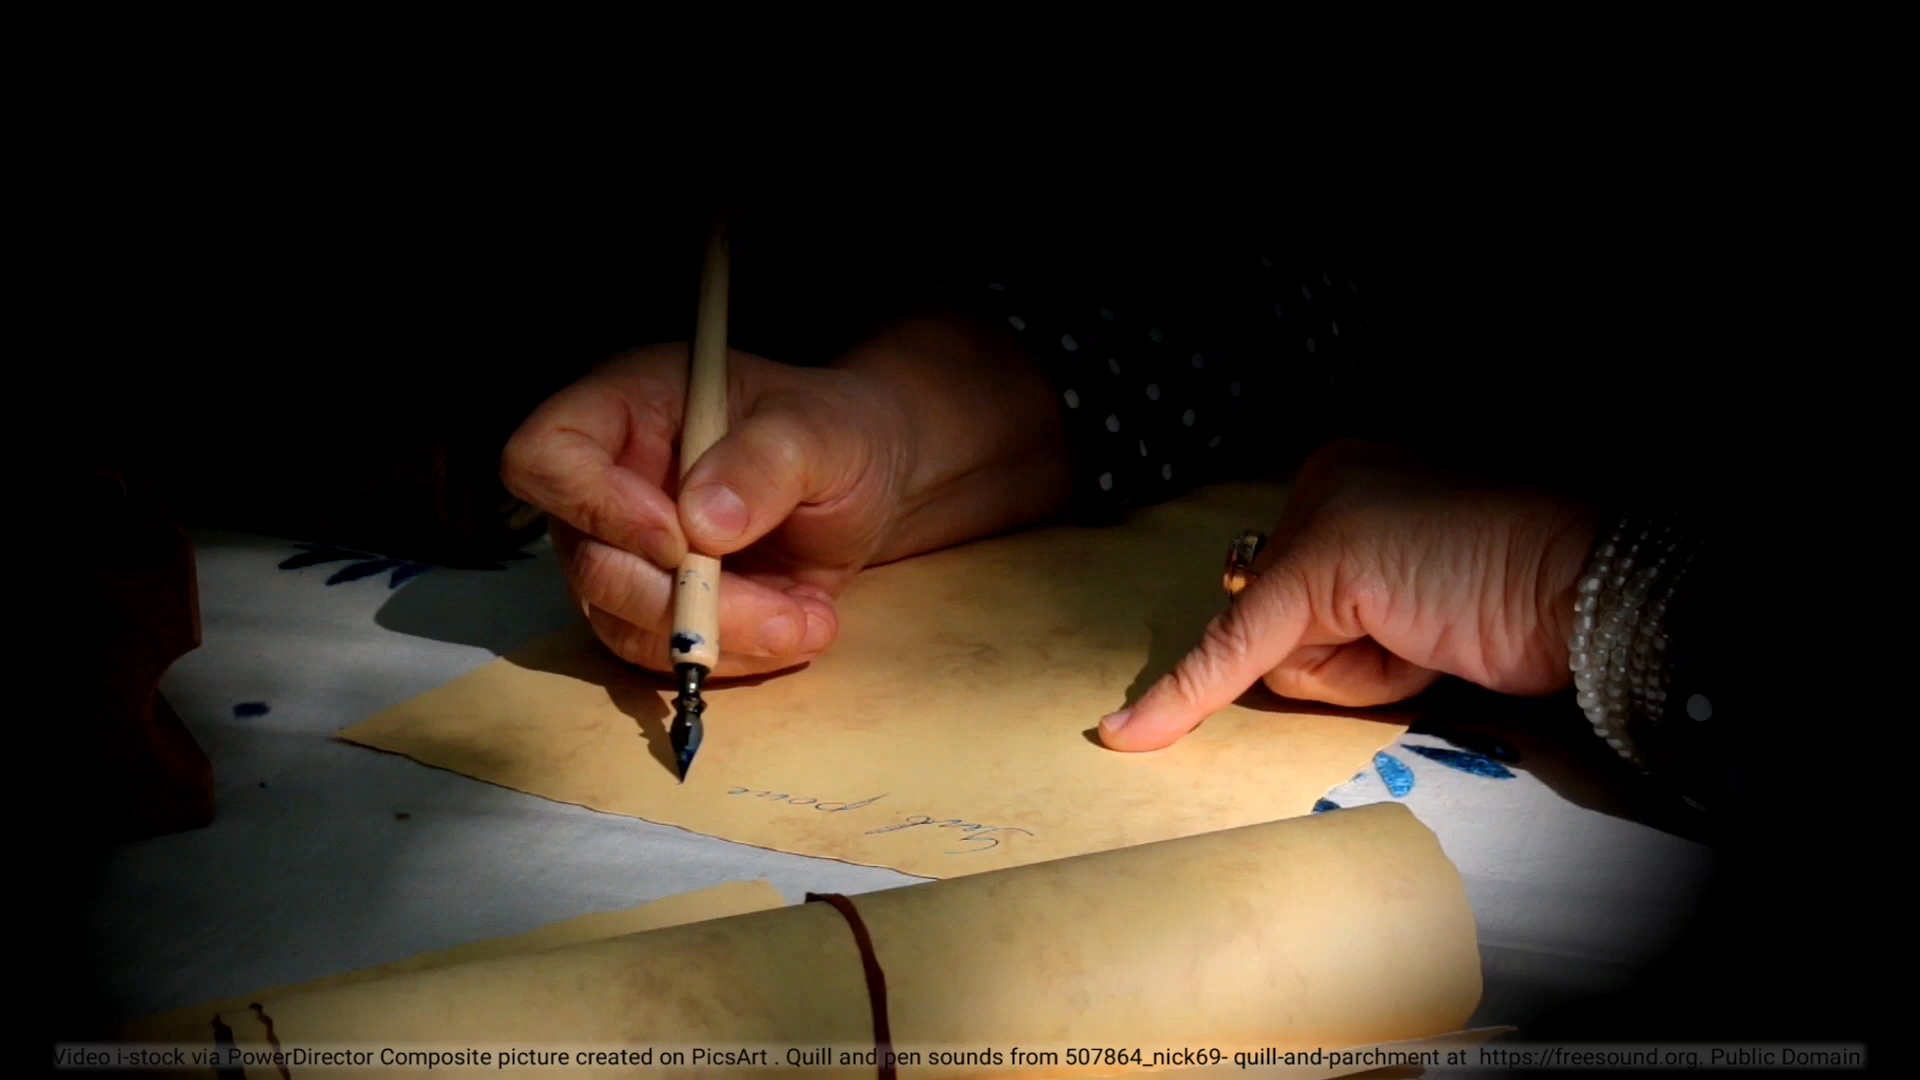 Video i-stock via PowerDirector Composite picture created on PicsArt . Quill and pen sounds from 507864_nick69- quill-and-parchment at https://freesound.org. Public Domain